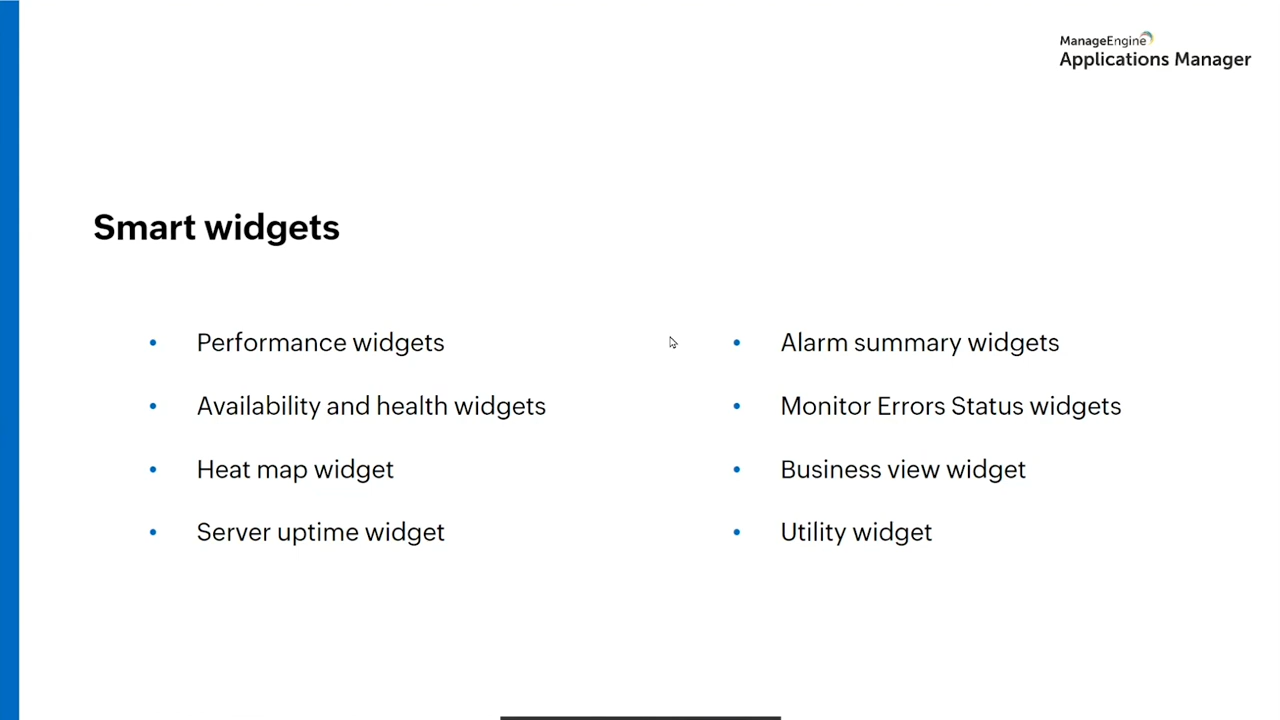 ManageEngine
Applications Manager
Smart widgets
Performance widgets
Availability and health widgets
Heat map widget
Server uptime widget
Alarm summary widgets
Monitor Errors Status widgets
Business view widget
Utility widget